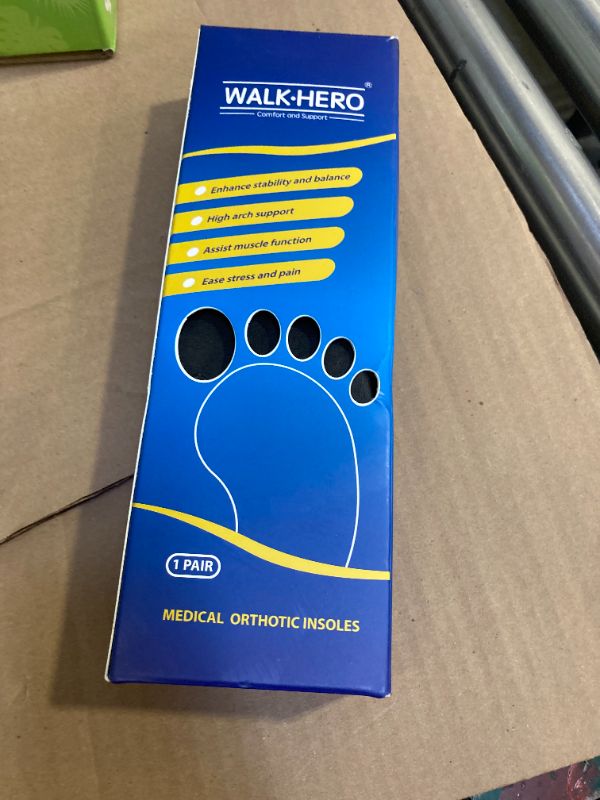 WALK·HERO®
Comfort and Support
Enhance stability and balance
High arch support
Assist muscle function
Ease stress and pain
1 PAIR
MEDICAL ORTHOTIC INSOLES